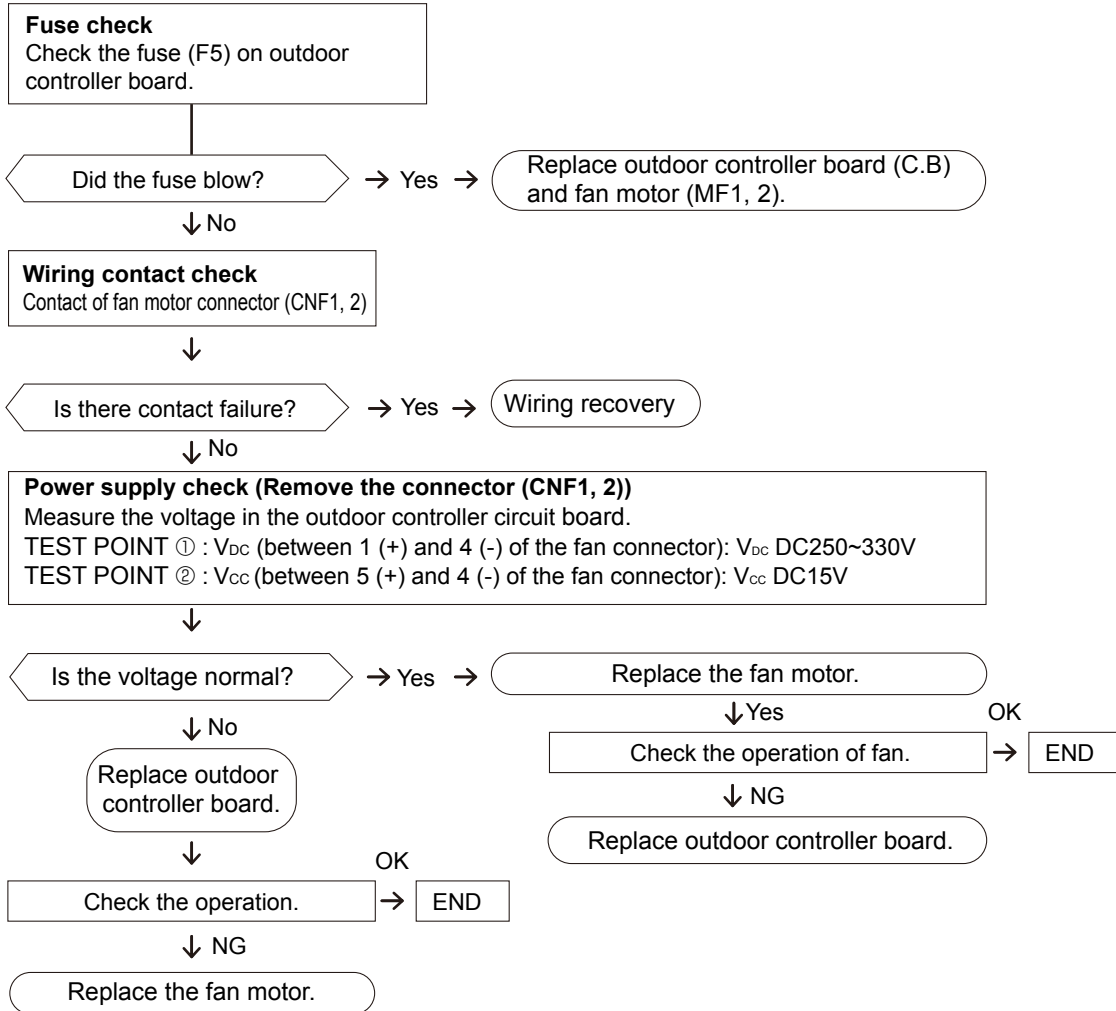 Fuse check
Check the fuse (F5) on outdoor
controller board.
Did the fuse blow?
→ Yes →
Replace outdoor controller board (C.B)
and fan motor (MF1, 2).
↓ No
Wiring contact check
Contact of fan motor connector (CNF1, 2)
↓
Is there contact failure?
→ Yes →
Wiring recovery
↓ No
Power supply check (Remove the connector (CNF1, 2))
Measure the voltage in the outdoor controller circuit board.
TEST POINT ① : VDC (between 1 (+) and 4 (-) of the fan connector): VDC DC250~330V
TEST POINT ② : VCC (between 5 (+) and 4 (-) of the fan connector): VCC DC15V
↓
Is the voltage normal?
→ Yes →
Replace the fan motor.
↓ Yes
Check the operation of fan.
OK
→
END
↓ NG
Replace outdoor controller board.
↓ No
Replace outdoor
controller board.
↓
Check the operation.
OK
→
END
↓ NG
Replace the fan motor.